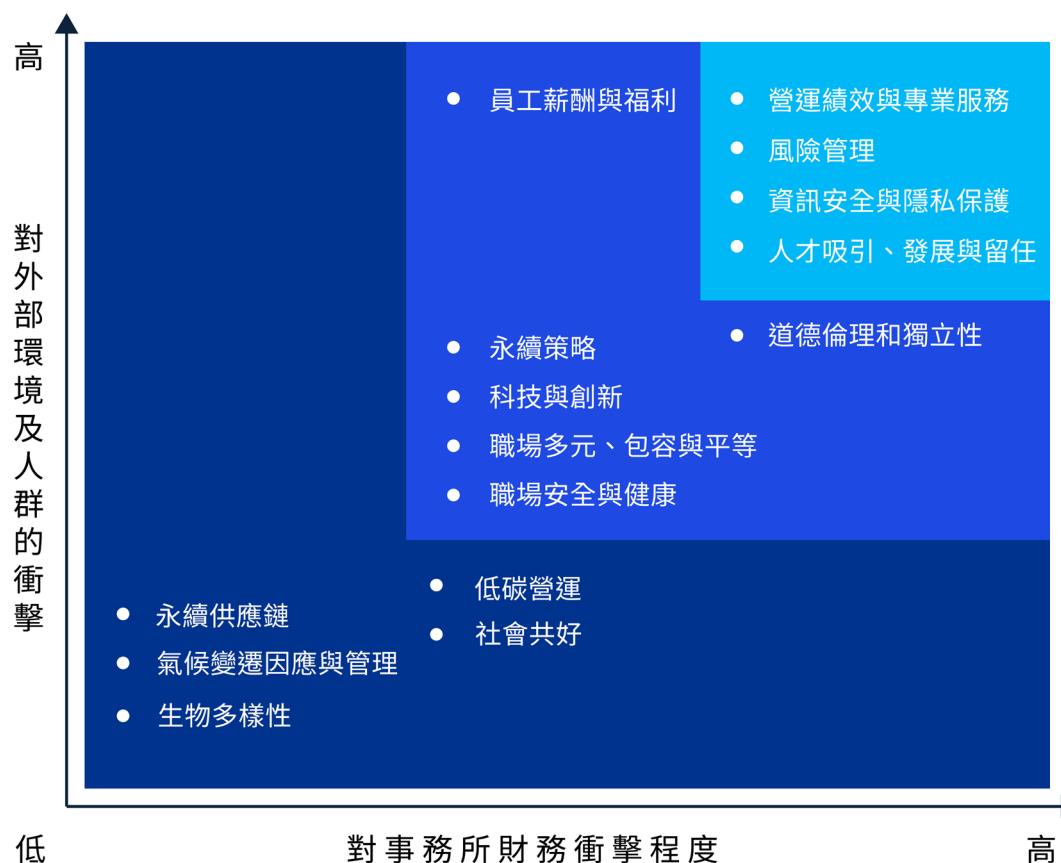 高
對外部環境及人群的衝擊
員工薪酬與福利
營運績效與專業服務
風險管理
資訊安全與隱私保護
人才吸引、發展與留任
道德倫理和獨立性
永續策略
科技與創新
職場多元、包容與平等
職場安全與健康
低碳營運
社會共好
永續供應鏈
氣候變遷因應與管理
生物多樣性
低
對事務所財務衝擊程度
高